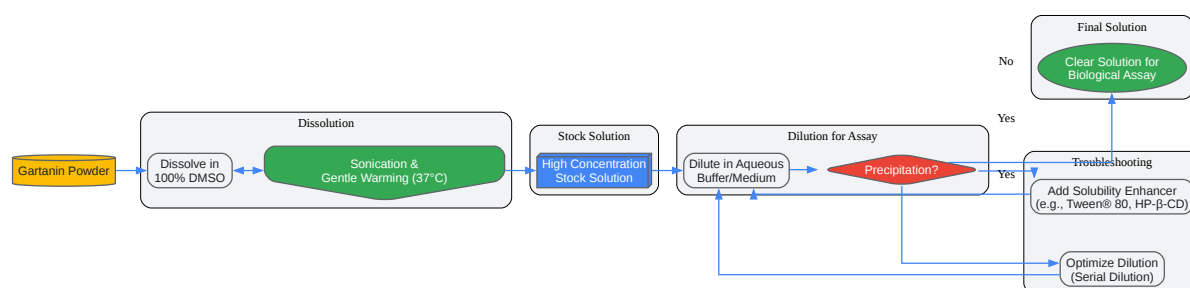 Final Solution
No
Clear Solution for
Biological Assay
Yes
Dissolution
Stock Solution
Dilution for Assay
Gartanin Powder
Dissolve in
100% DMSO
Sonication &
Gentle Warming (37°C)
High Concentration
Stock Solution
Dilute in Aqueous
Buffer/Medium
Precipitation?
Yes
Troubleshooting
Add Solubility Enhancer
(e.g., Tween® 80, HP-β-CD)
Optimize Dilution
(Serial Dilution)